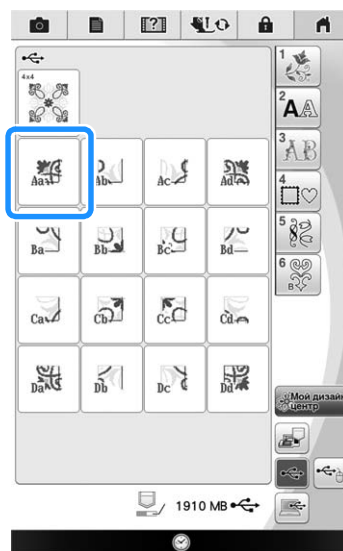 4x4
Aa Ab Ac Ad
Ba Bb Bc Bd
Ca Cb Cc Cd
Da Db Dc Dd
1
2
AA
3
AB
4
5
6
B
Мой дизайн
центр
1910 MB